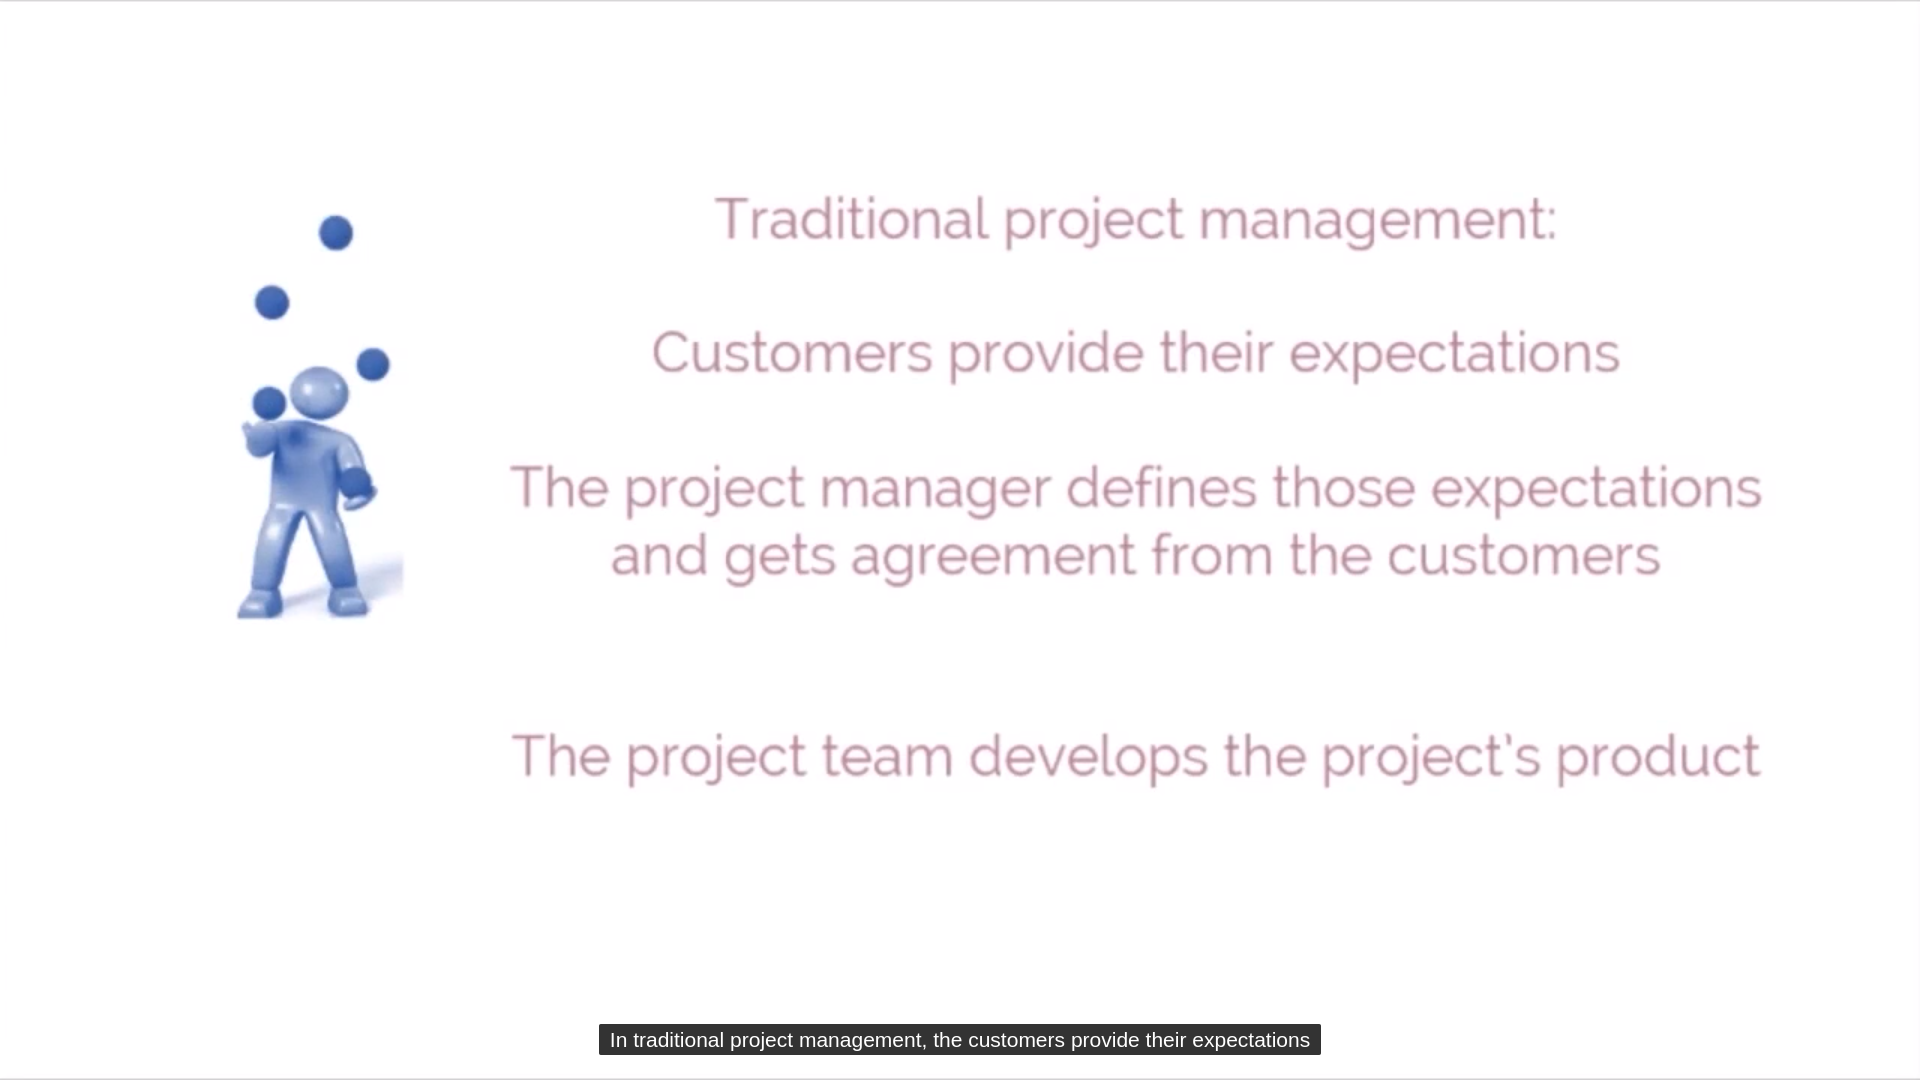 Traditional project management:
Customers provide their expectations
The project manager defines those expectations
and gets agreement from the customers
The project team develops the project's product
In traditional project management, the customers provide their expectations